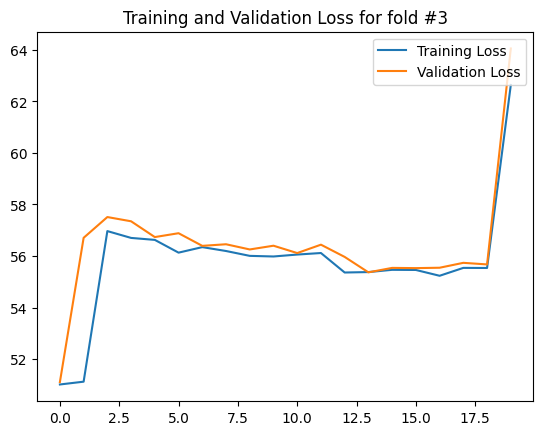 Training and Validation Loss for fold #3
Training Loss
Validation Loss
64
62
60
58
56
54
52
0.0 2.5 5.0 7.5 10.0 12.5 15.0 17.5